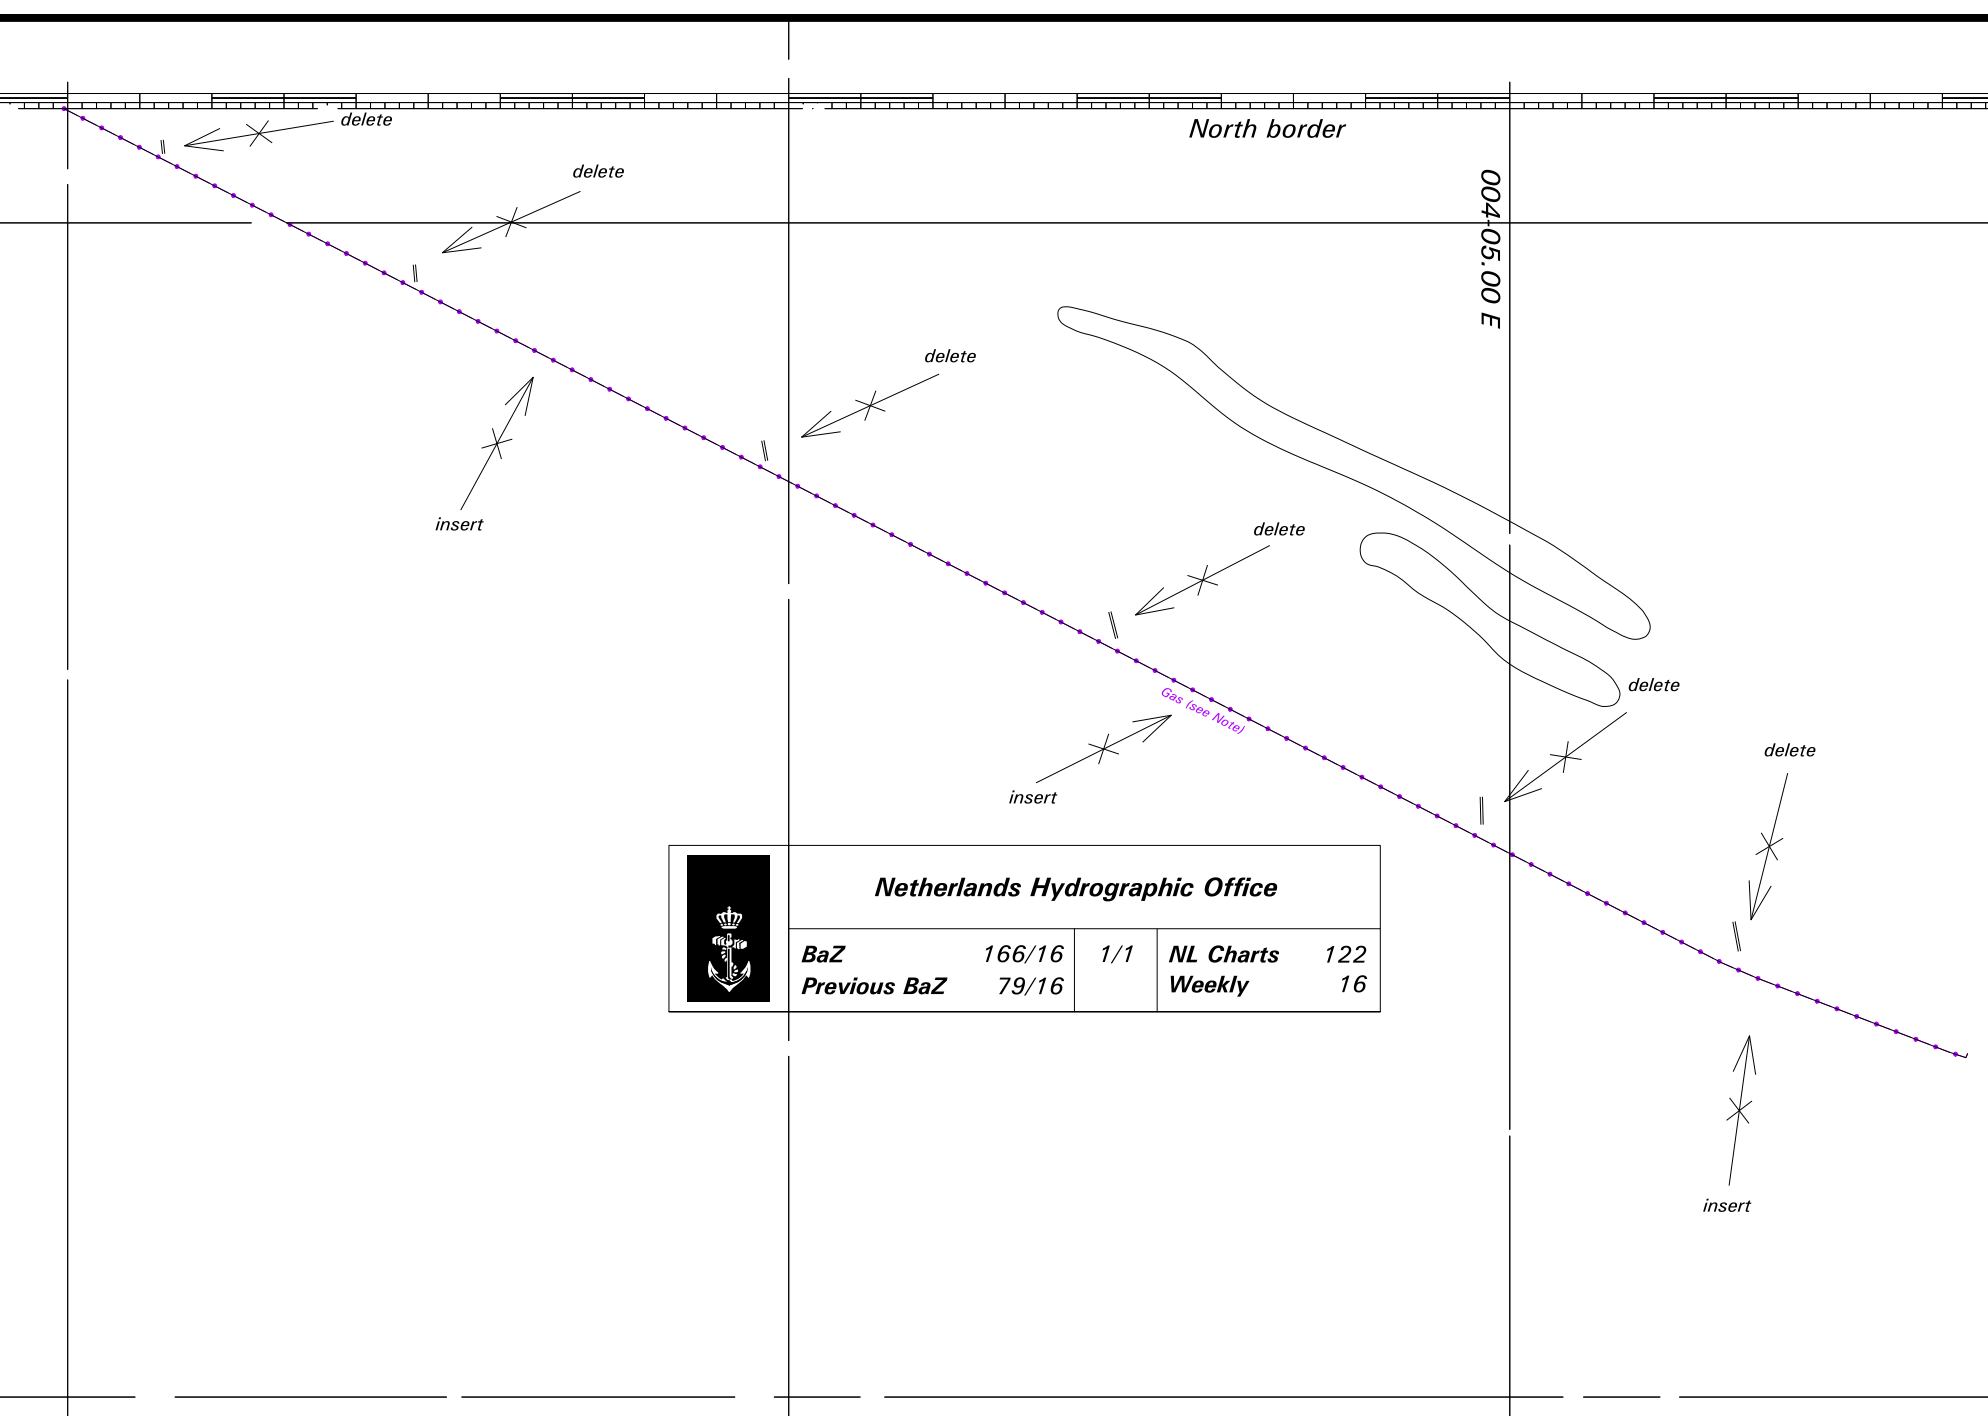 delete
North border
delete
004-05.00 E
delete
insert
delete
delete
Gas (see Note)
delete
insert
Netherlands Hydrographic Office
BaZ 166/16 1/1 NL Charts 122
Previous BaZ 79/16 Weekly 16
insert